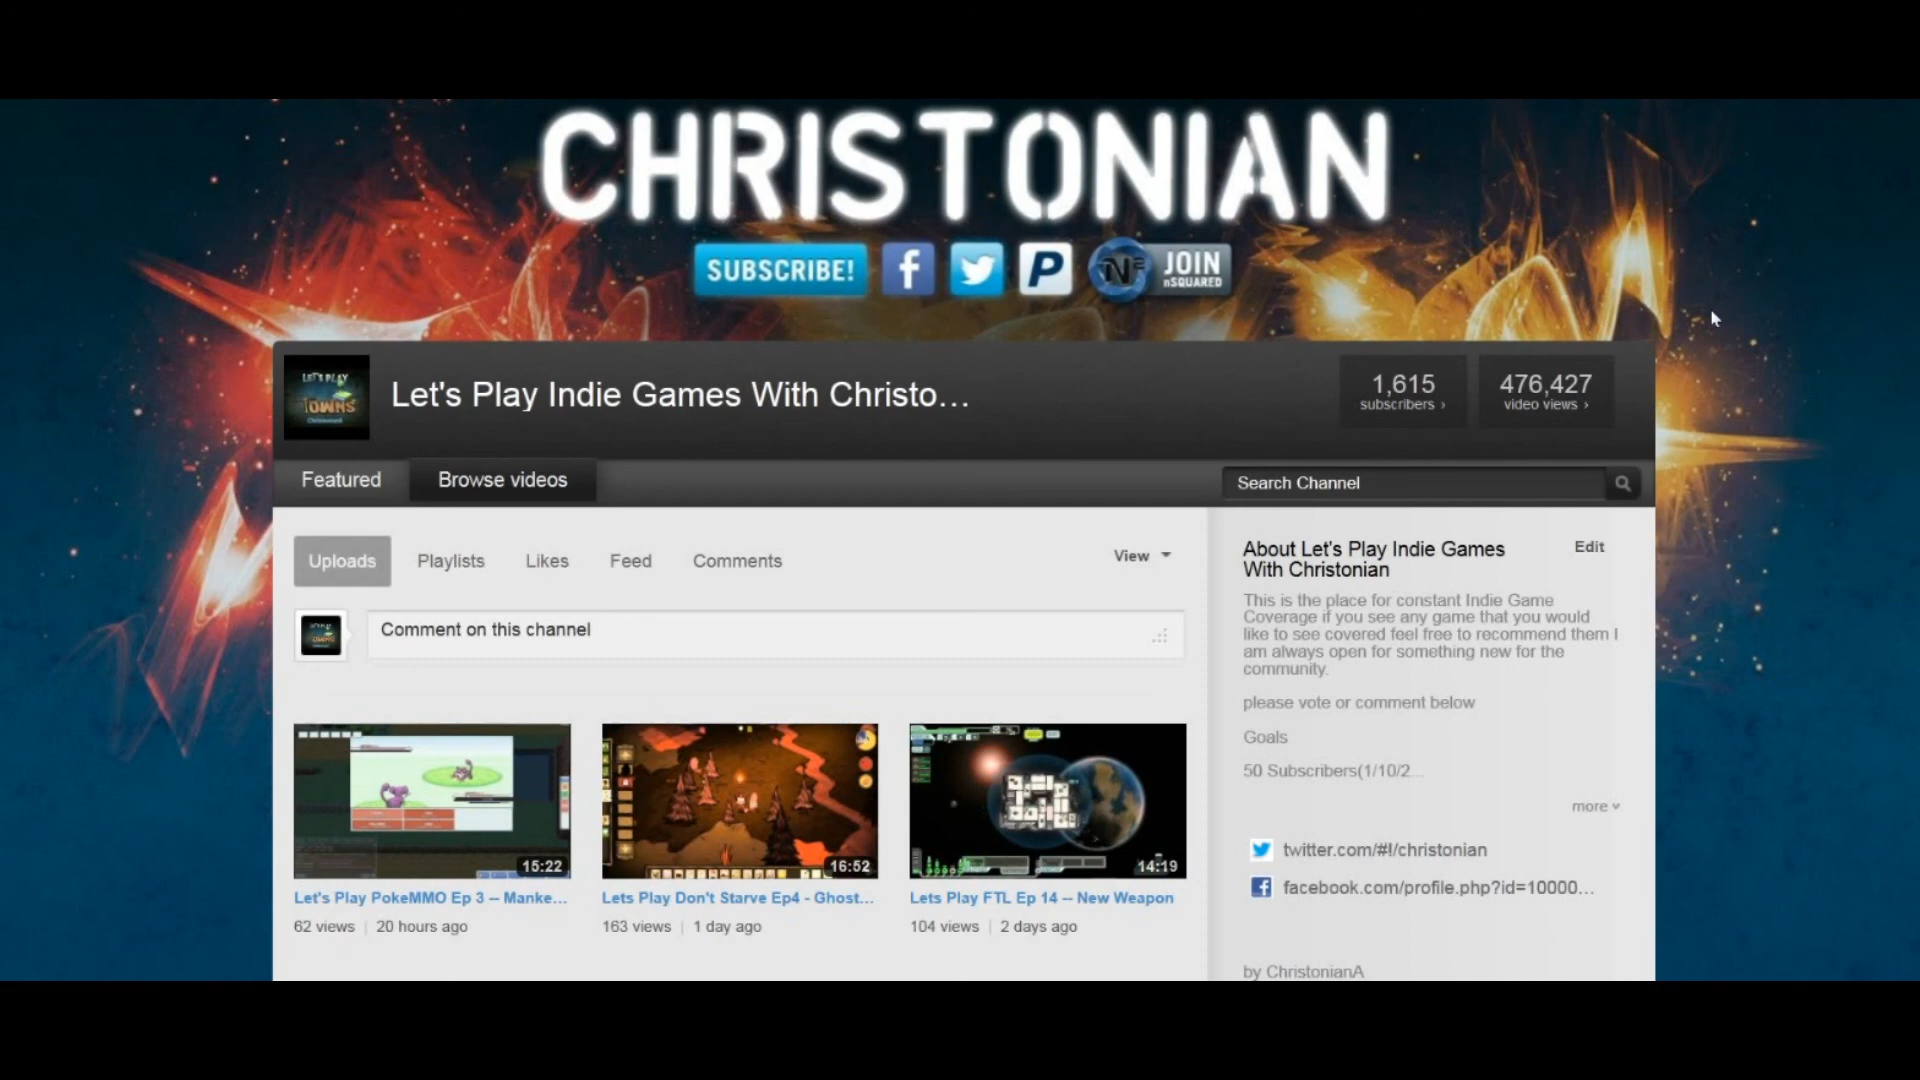 CHRISTONIAN
SUBSCRIBE!
JOIN
nSQUARED
LET'S PLAY
TOWNS
Let's Play Indie Games With Christo...
1,615
subscribers ›
476,427
video views ›
Featured
Browse videos
Search Channel
Uploads
Playlists
Likes
Feed
Comments
View
Comment on this channel
15:22
Let's Play PokeMMO Ep 3 -- Manke...
62 views | 20 hours ago
16:52
Lets Play Don't Starve Ep4 - Ghost...
163 views | 1 day ago
14:19
Lets Play FTL Ep 14 -- New Weapon
104 views | 2 days ago
About Let's Play Indie Games
With Christonian
Edit
This is the place for constant Indie Game
Coverage if you see any game that you would
like to see covered feel free to recommend them I
am always open for something new for the
community.
please vote or comment below
Goals
50 Subscribers(1/10/2...
more
twitter.com/#!/christonian
facebook.com/profile.php?id=10000...
by ChristonianA